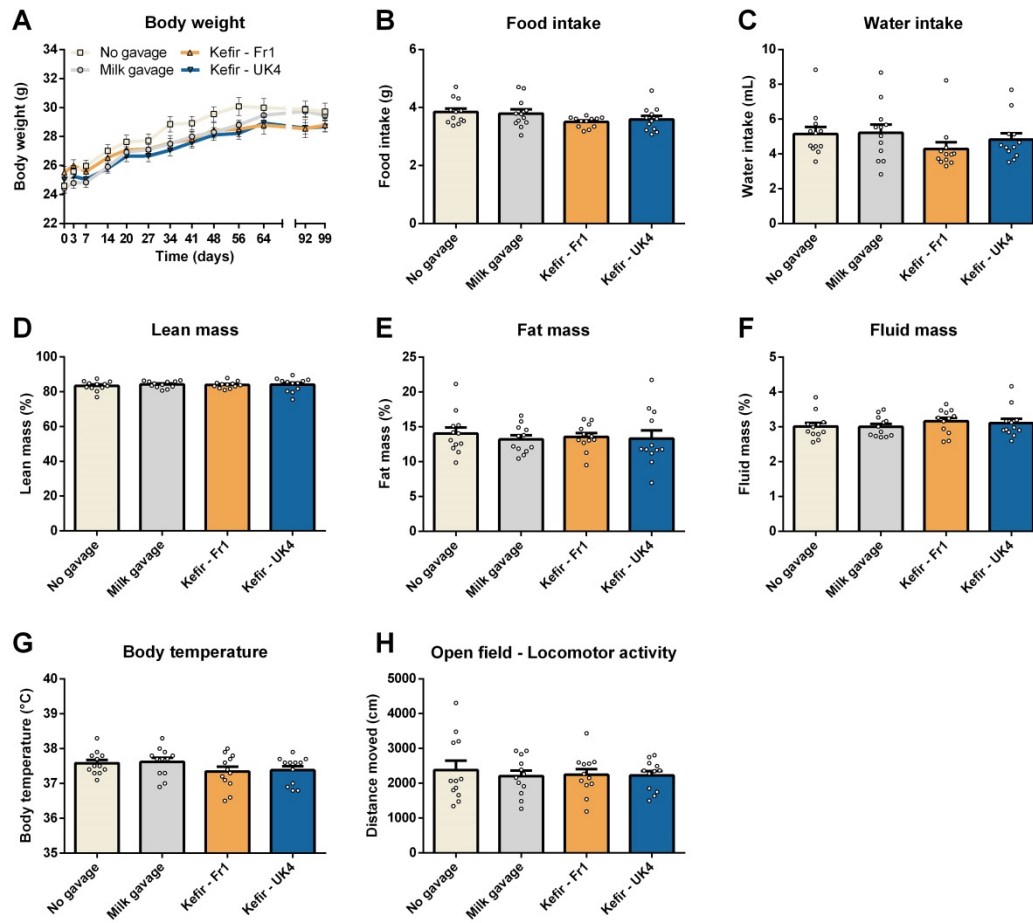 A Body weight
Body weight (g)
34
32
30
28
26
24
22
No gavage
Kefir - Fr1
Milk gavage
Kefir - UK4
0 3 7 14 20 27 34 41 48 56 64 92 99
Time (days)
B Food intake
Food intake (g)
6
4
2
0
No gavage
Milk gavage
Kefir - Fr1
Kefir - UK4
C Water intake
Water intake (mL)
10
8
6
4
2
0
No gavage
Milk gavage
Kefir - Fr1
Kefir - UK4
D Lean mass
Lean mass (%)
100
80
60
40
20
0
No gavage
Milk gavage
Kefir - Fr1
Kefir - UK4
E Fat mass
Fat mass (%)
25
20
15
10
5
0
No gavage
Milk gavage
Kefir - Fr1
Kefir - UK4
F Fluid mass
Fluid mass (%)
5
4
3
2
1
0
No gavage
Milk gavage
Kefir - Fr1
Kefir - UK4
G Body temperature
Body temperature (°C)
40
39
38
37
36
35
No gavage
Milk gavage
Kefir - Fr1
Kefir - UK4
H Open field - Locomotor activity
Distance moved (cm)
5000
4000
3000
2000
1000
0
No gavage
Milk gavage
Kefir - Fr1
Kefir - UK4